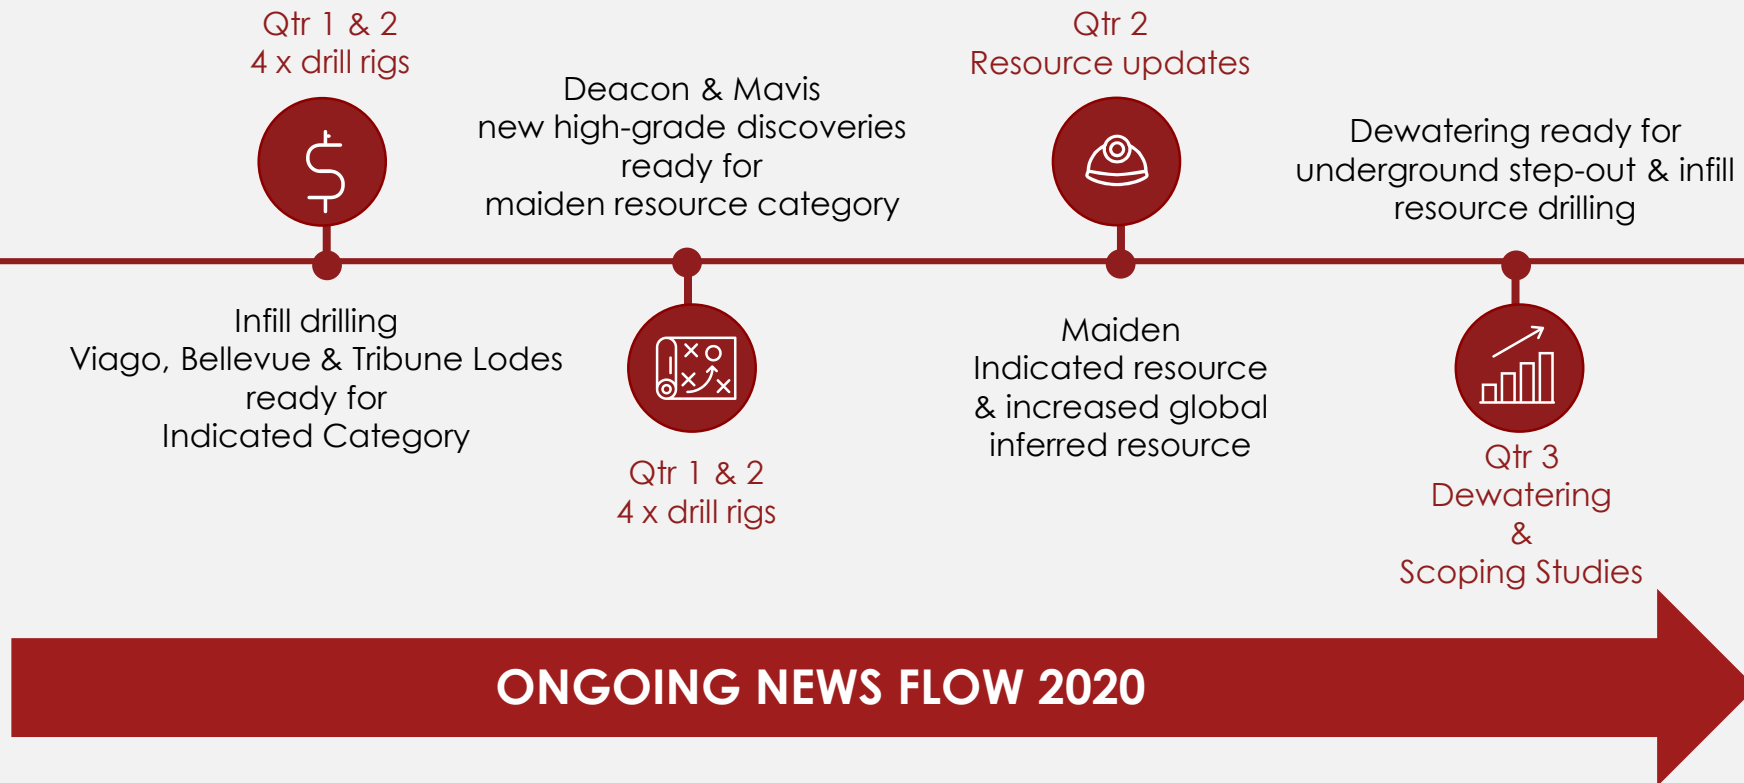 Qtr 1 & 2
4 x drill rigs
Infill drilling
Viago, Bellevue & Tribune Lodes
ready for
Indicated Category
Deacon & Mavis
new high-grade discoveries
ready for
maiden resource category
Qtr 1 & 2
4 x drill rigs
Qtr 2
Resource updates
Maiden
Indicated resource
& increased global
inferred resource
Dewatering ready for
underground step-out & infill
resource drilling
Qtr 3
Dewatering
&
Scoping Studies
ONGOING NEWS FLOW 2020